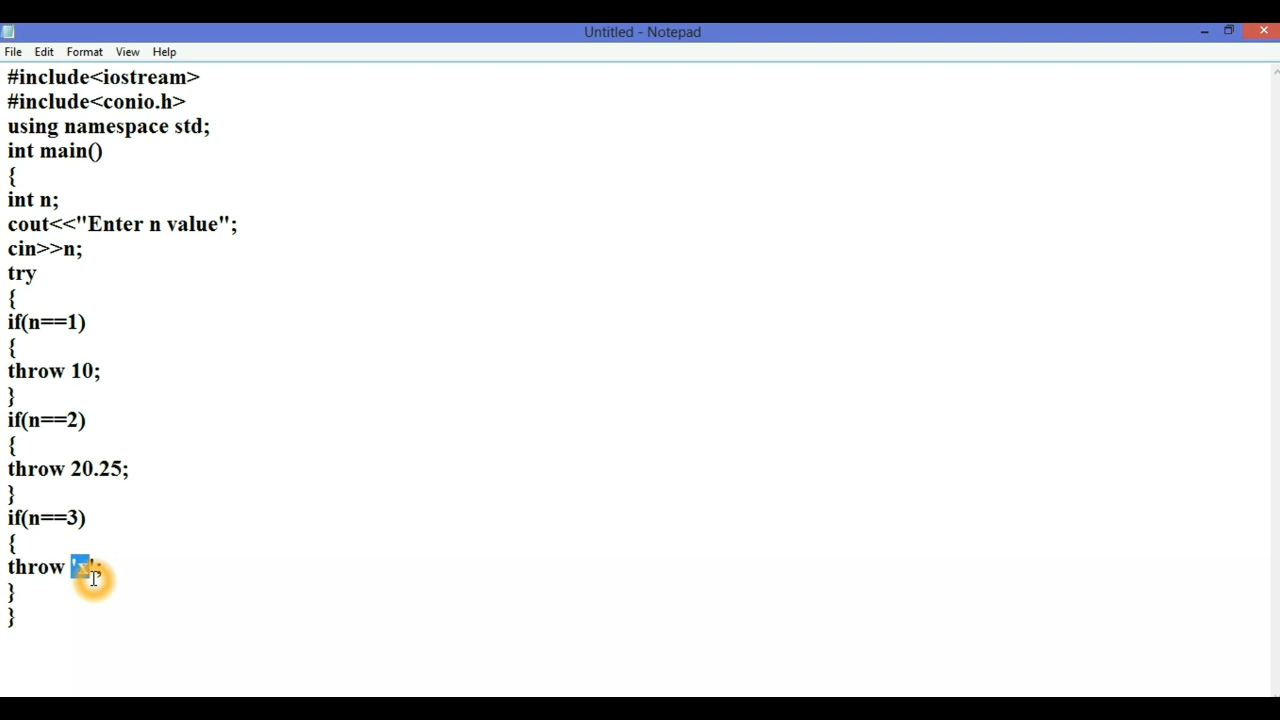 Untitled - Notepad
File Edit Format View Help
#include<iostream>
#include<conio.h>
using namespace std;
int main()
{
int n;
cout<<"Enter n value";
cin>>n;
try
{
if(n==1)
{
throw 10;
}
if(n==2)
{
throw 20.25;
}
if(n==3)
{
throw 'x';
}
}